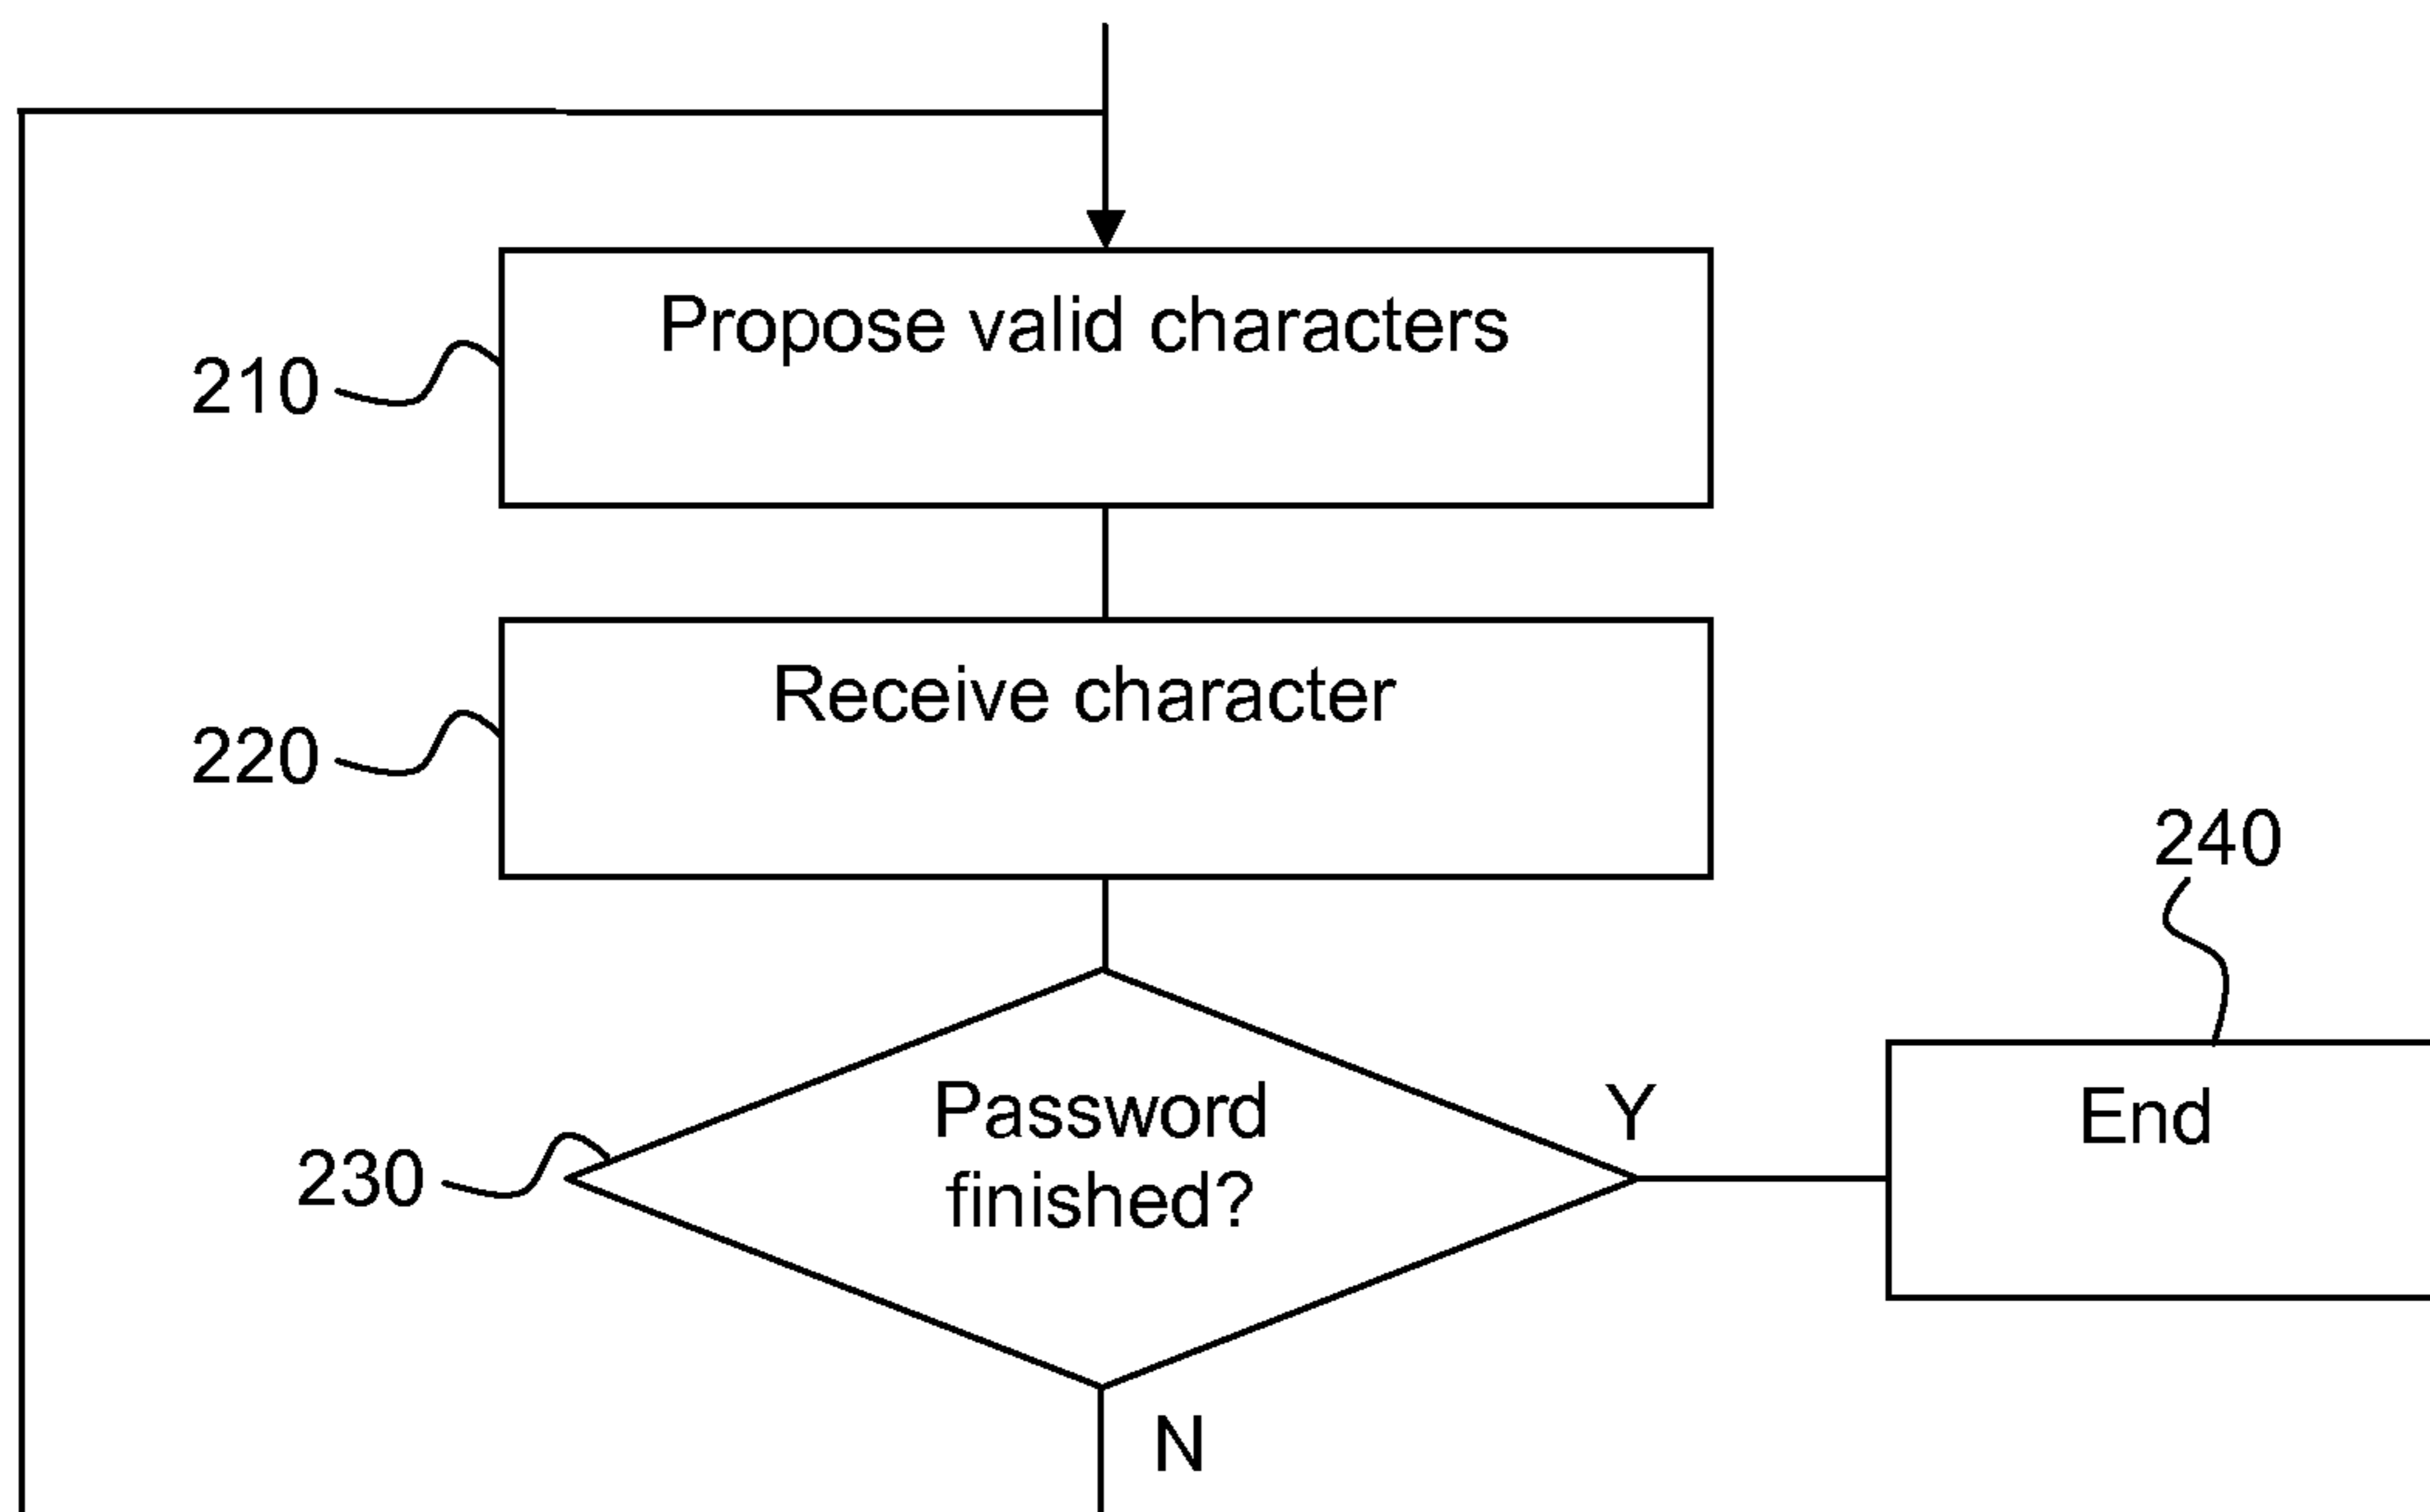 Propose valid characters
210
Receive character
220
240
Password
finished?
Y
End
230
N